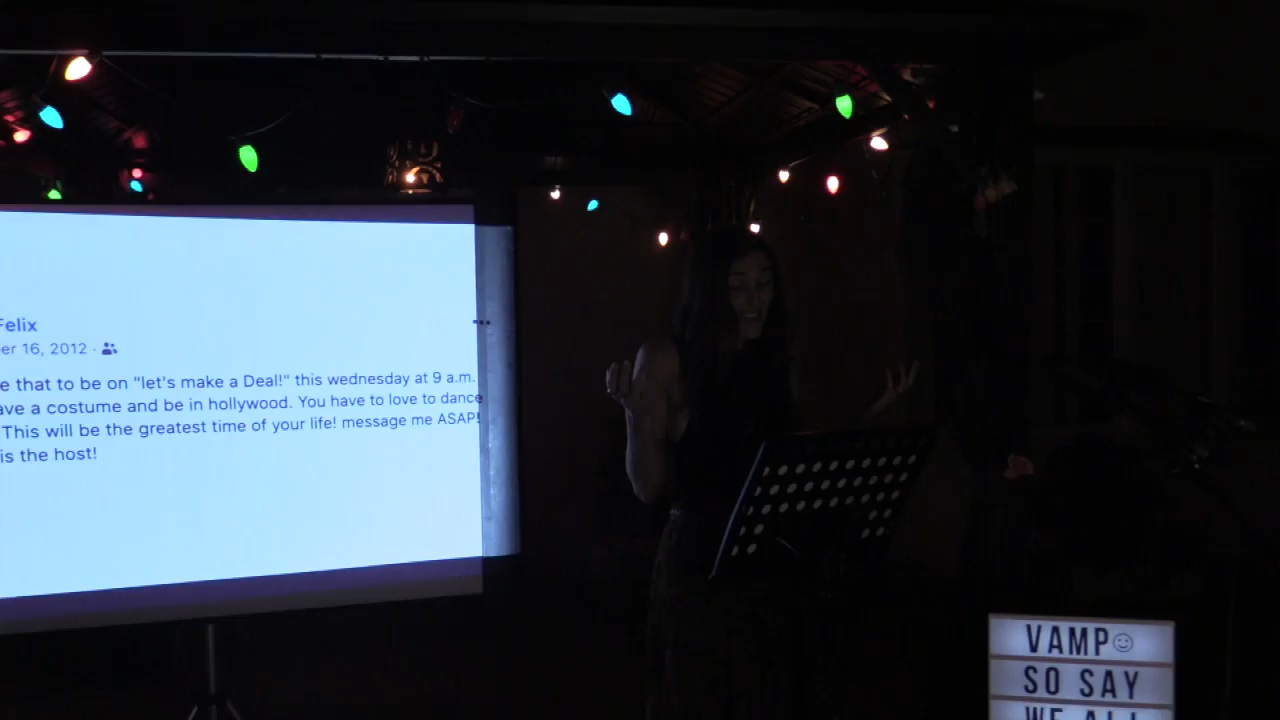 Felix
er 16, 2012 ·
e that to be on "let's make a Deal!" this wednesday at 9 a.m.
ave a costume and be in hollywood. You have to love to dance
This will be the greatest time of your life! message me ASAP!
is the host!
VAMP☺
SO SAY
WE ALL